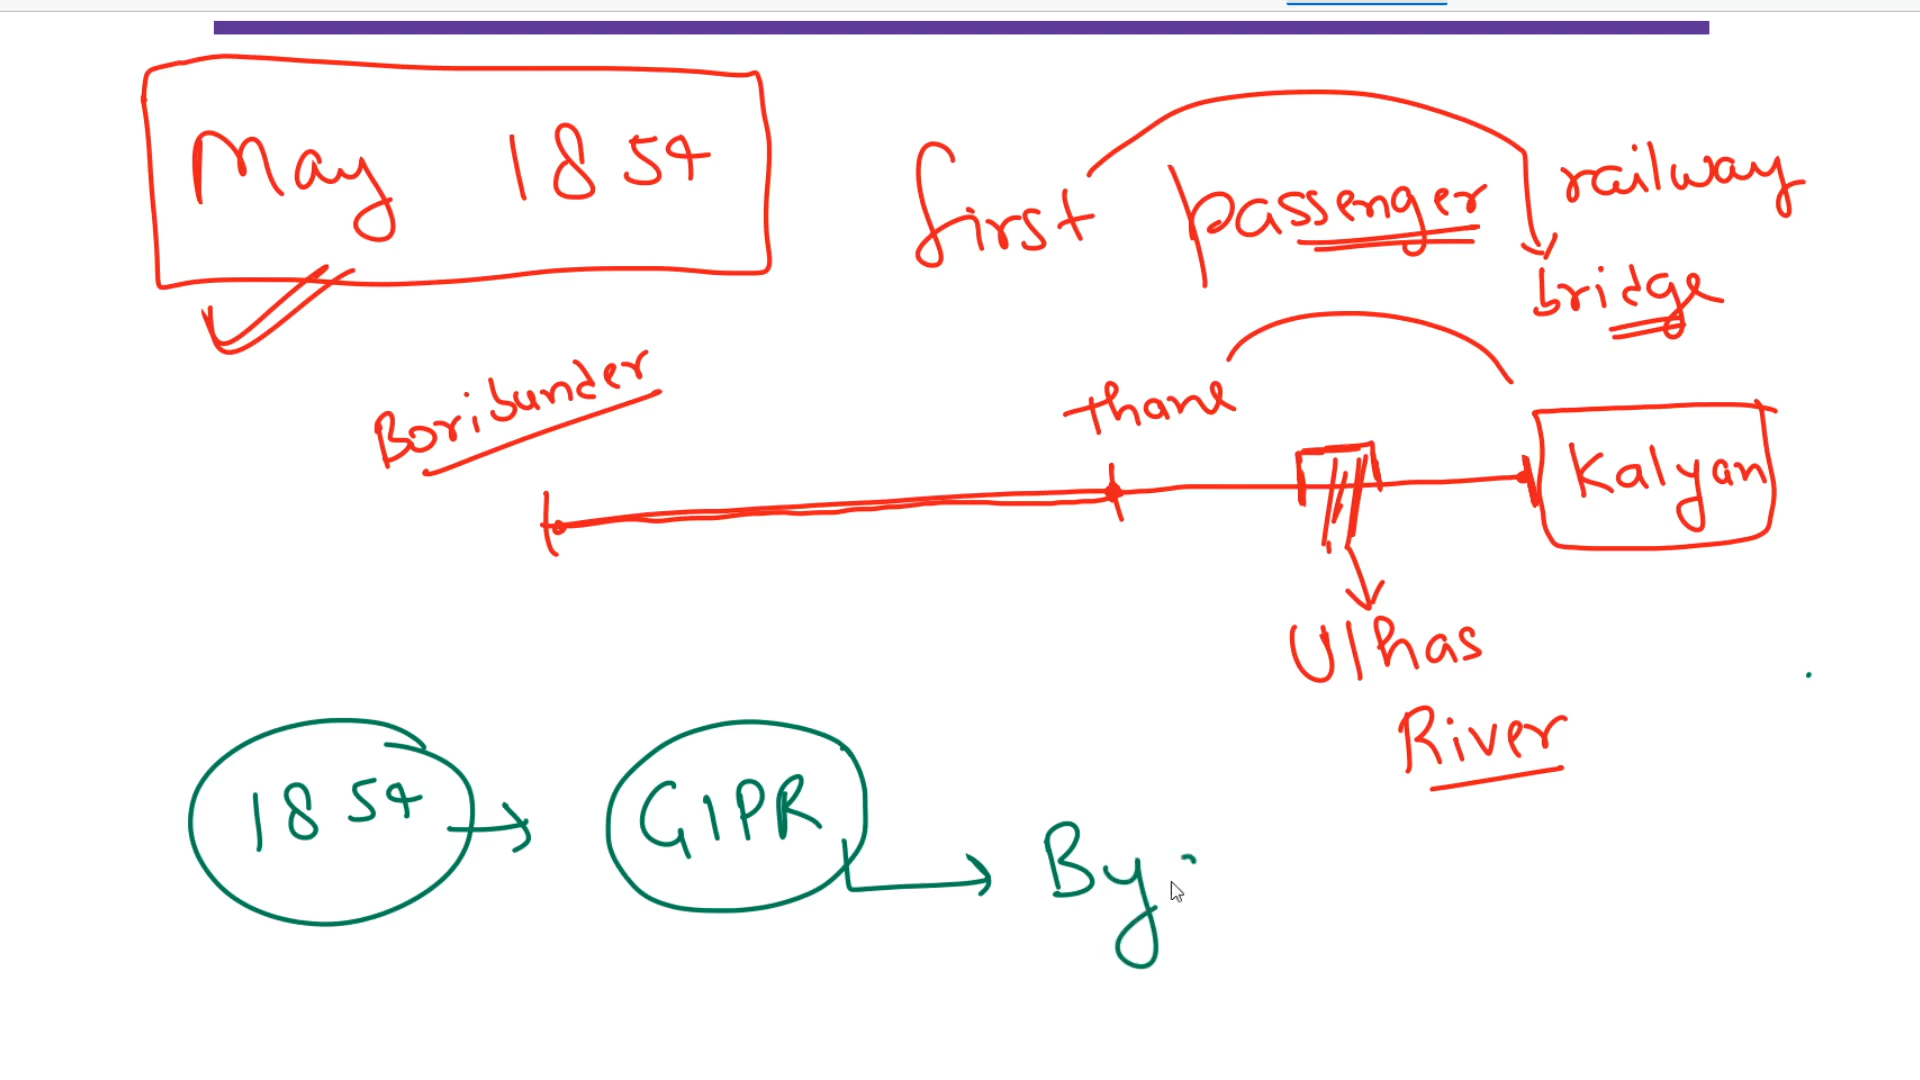 May 1854
first passenger railway
bridge
Boribunder
thane
Kalyan
Ulhas
River
1854
GIPR
By